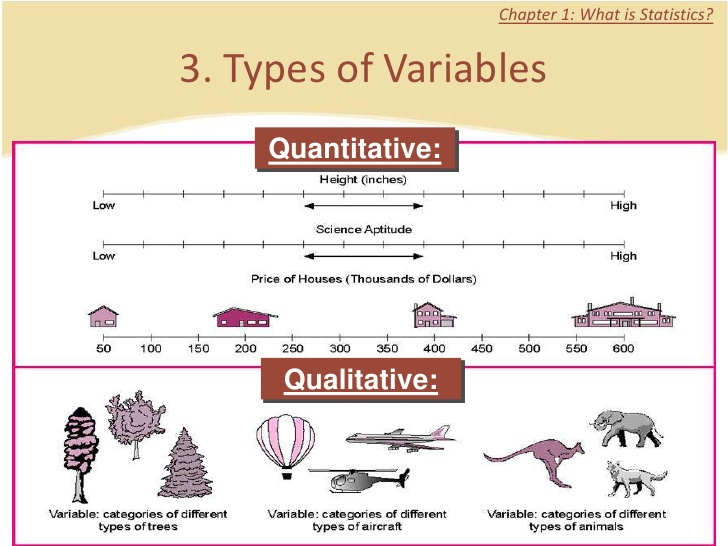 Chapter 1: What is Statistics?
3. Types of Variables
Quantitative:
Height (inches)
Low High
Science Aptitude
Low High
Price of Houses (Thousands of Dollars)
50 100 150 200 250 300 350 400 450 500 550 600
Qualitative:
Variable: categories of different
types of trees
Variable: categories of different
types of aircraft
Variable: categories of different
types of animals